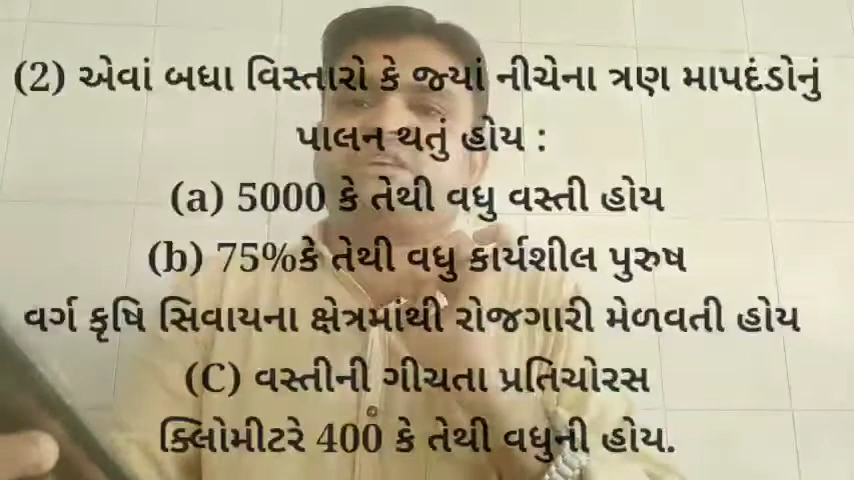 (2) એવાં બધા વિસ્તારો કે જ્યાં નીચેના ત્રણ માપદંડોનું
પાલન થતું હોય :
(a) 5000 કે તેથી વધુ વસ્તી હોય
(b) 75%કે તેથી વધુ કાર્યશીલ પુરુષ
વર્ગ કૃષિ સિવાયના ક્ષેત્રમાંથી રોજગારી મેળવતી હોય
(C) વસ્તીની ગીચતા પ્રતિચોરસ
ક્લિોમીટરે 400 કે તેથી વધુની હોય.